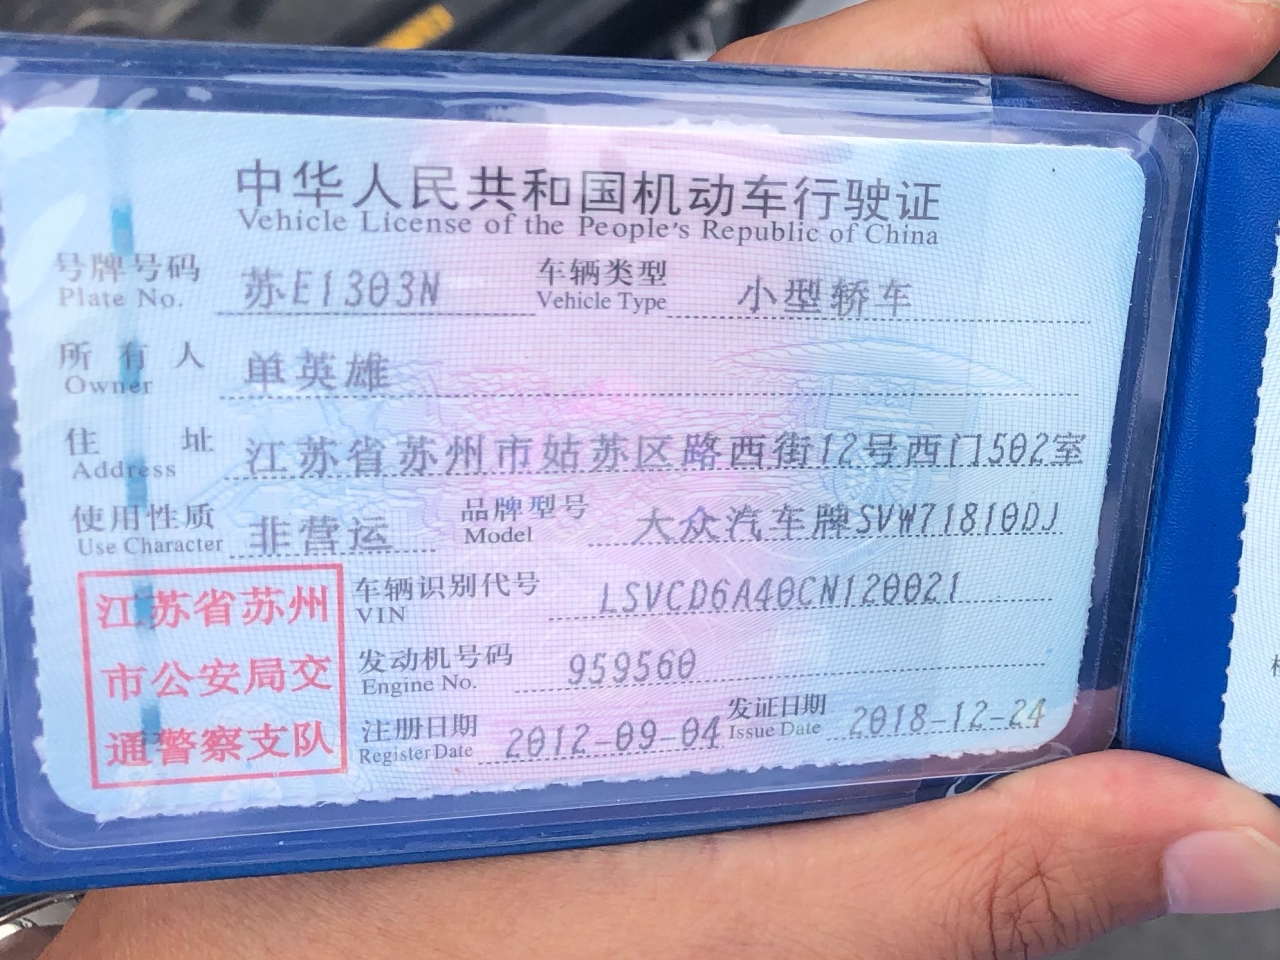 中华人民共和国机动车行驶证
Vehicle License of the People's Republic of China
号牌号码 苏E1303N 车辆类型 小型轿车
Plate No. Vehicle Type
所有人 单英雄
Owner
住址 江苏省苏州市姑苏区路西街12号西门502室
Address
使用性质 非营运 品牌型号 大众汽车牌SVW71810DJ
Use Character Model
江苏省苏州
市公安局交
通警察支队
车辆识别代号 LSVCD6A40CN120021
VIN
发动机号码 959560
Engine No.
注册日期 2012-09-04 发证日期 2018-12-24
Register Date Issue Date